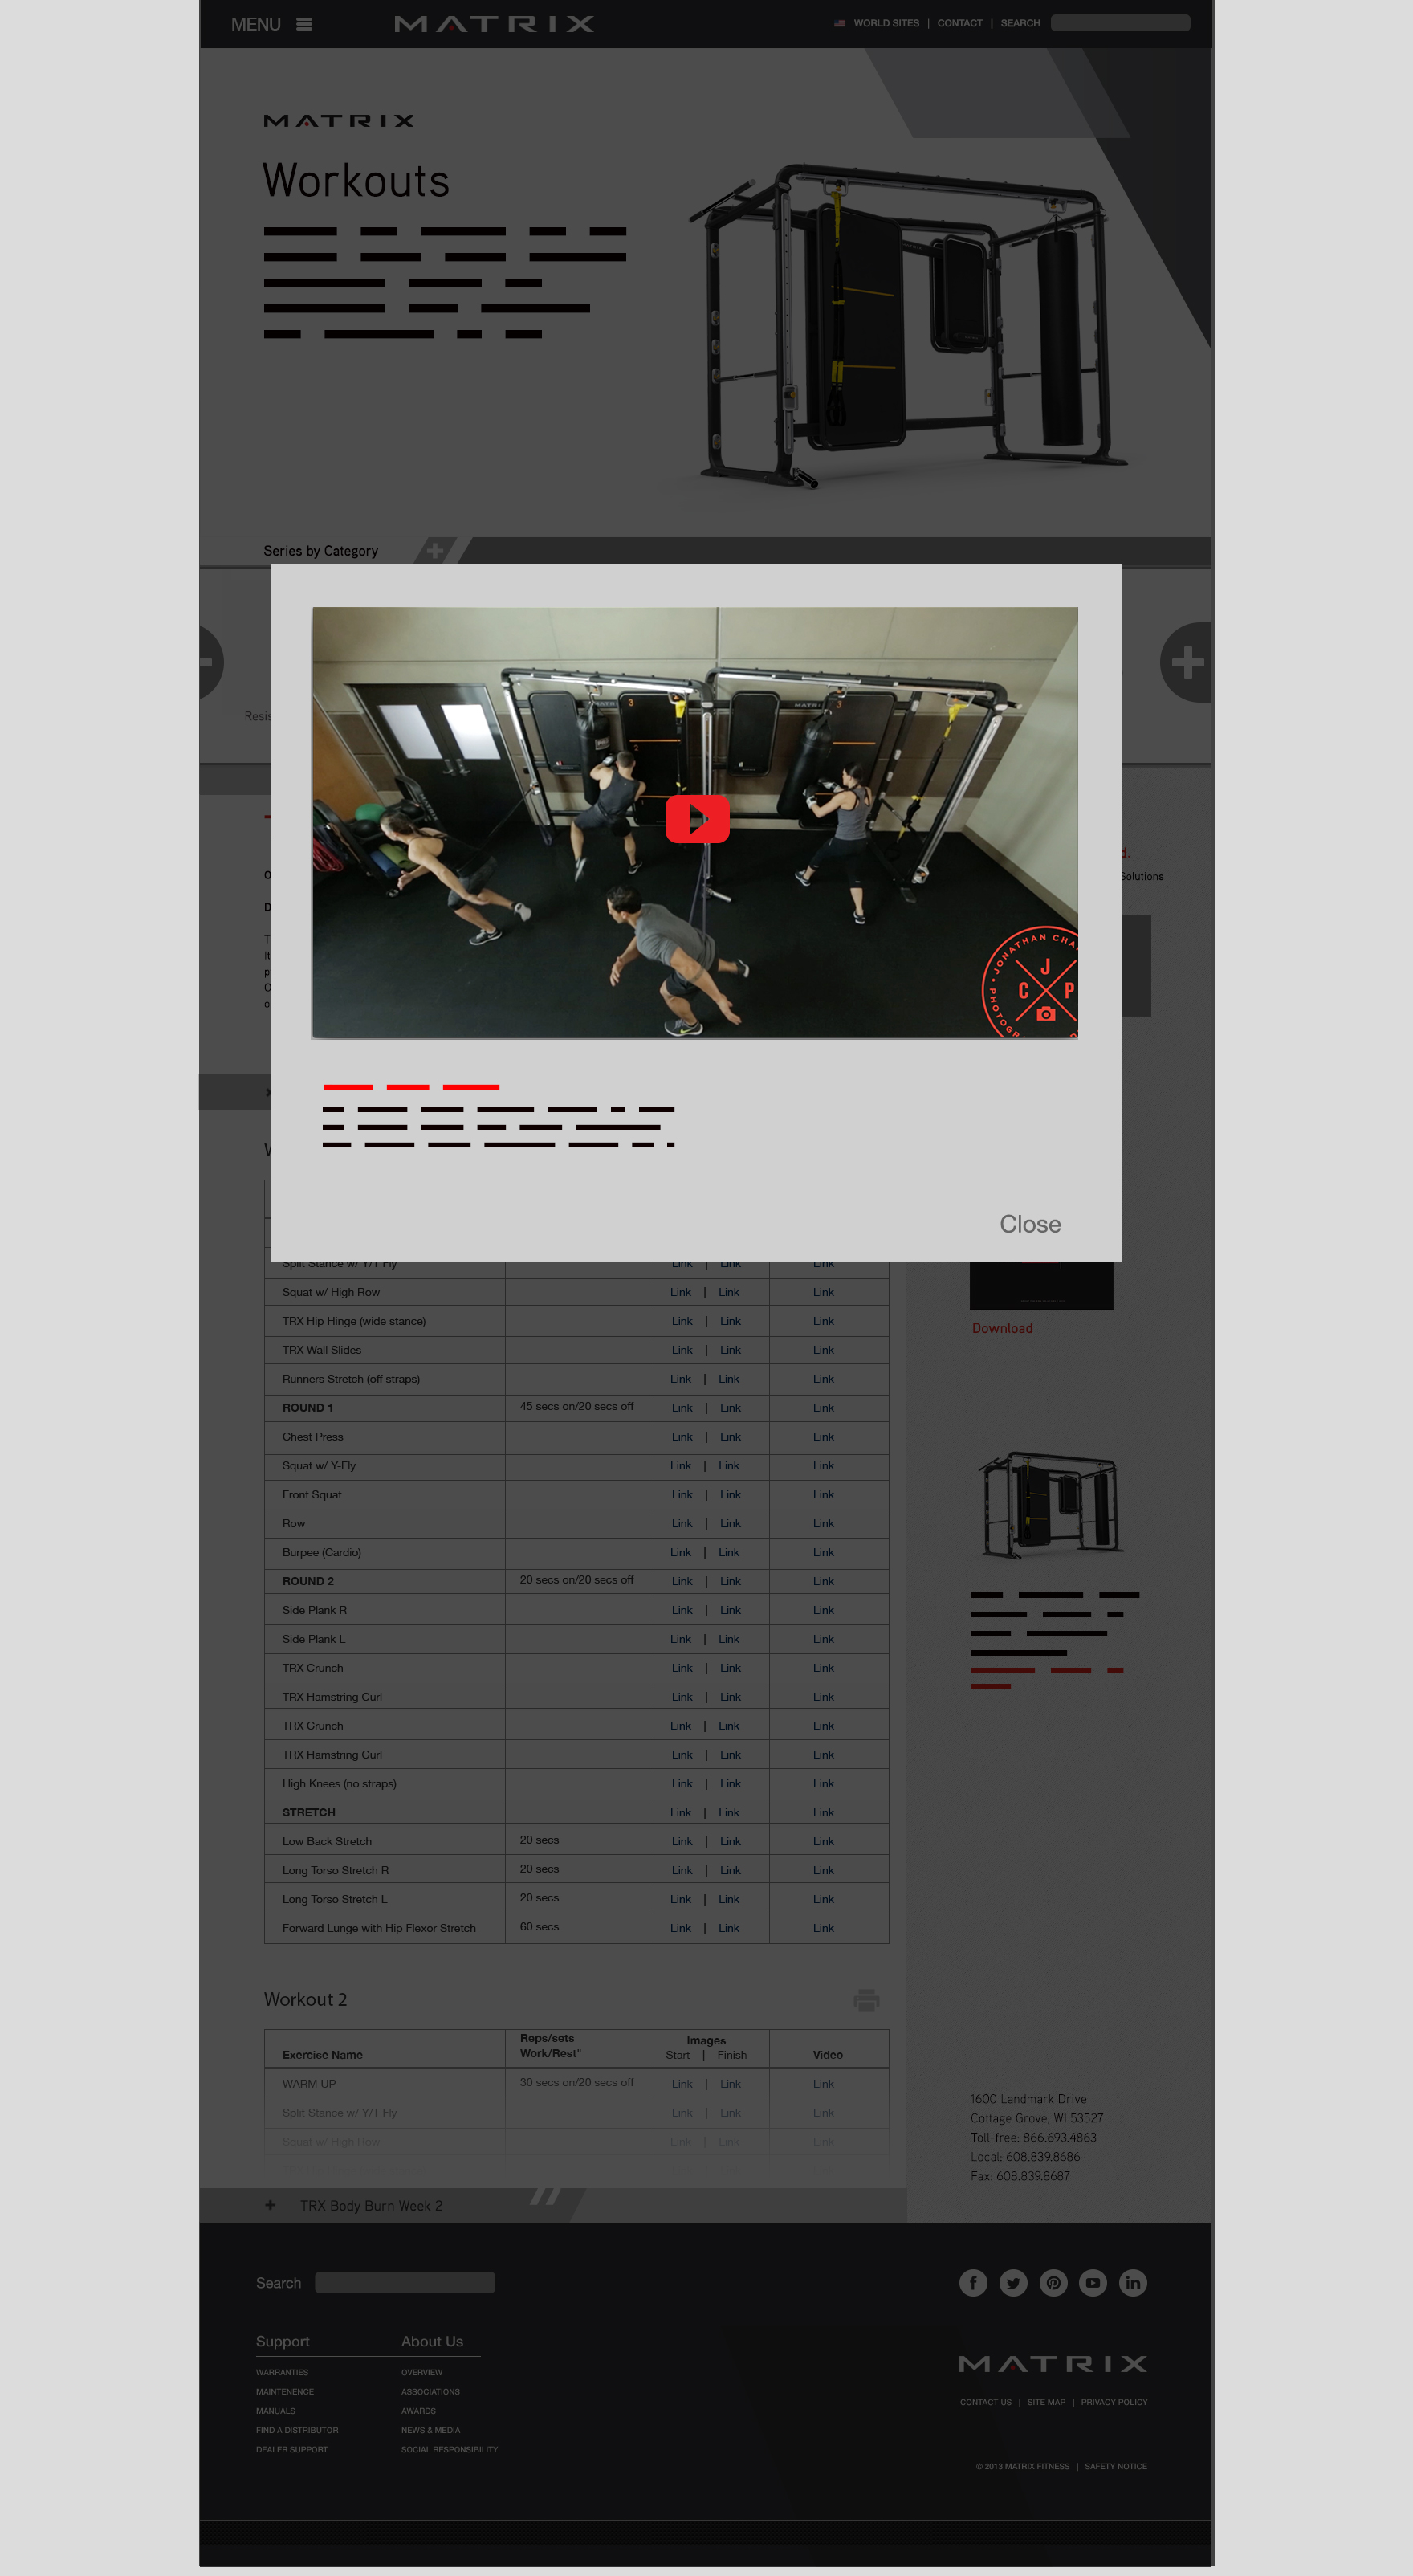 MENU
MATRIX
WORLD SITES | CONTACT | SEARCH
MATRIX
Workouts
Series by Category
3
2
MATRIX
3
JONATHAN
J
C P
Solutions
Close
Split Stance w/ Y/T Fly Link | Link Link
Squat w/ High Row Link | Link Link
TRX Hip Hinge (wide stance) Link | Link Link
TRX Wall Slides Link | Link Link
Runners Stretch (off straps) Link | Link Link
ROUND 1 45 secs on/20 secs off Link | Link Link
Chest Press Link | Link Link
Squat w/ Y-Fly Link | Link Link
Front Squat Link | Link Link
Row Link | Link Link
Burpee (Cardio) Link | Link Link
ROUND 2 20 secs on/20 secs off Link | Link Link
Side Plank R Link | Link Link
Side Plank L Link | Link Link
TRX Crunch Link | Link Link
TRX Hamstring Curl Link | Link Link
TRX Crunch Link | Link Link
TRX Hamstring Curl Link | Link Link
High Knees (no straps) Link | Link Link
STRETCH Link | Link Link
Low Back Stretch 20 secs Link | Link Link
Long Torso Stretch R 20 secs Link | Link Link
Long Torso Stretch L 20 secs Link | Link Link
Forward Lunge with Hip Flexor Stretch 60 secs Link | Link Link
Download
Workout 2
Reps/sets Images
Exercise Name Work/Rest" Start | Finish Video
WARM UP 30 secs on/20 secs off Link | Link Link
Split Stance w/ Y/T Fly Link | Link Link
Squat w/ High Row Link | Link Link
1600 Landmark Drive
Cottage Grove, WI 53527
Toll-free: 866.693.4863
Local: 608.839.8686
Fax: 608.839.8687
TRX Body Burn Week 2
Search
Support About Us
WARRANTIES OVERVIEW
MAINTENENCE ASSOCIATIONS
MANUALS AWARDS
FIND A DISTRIBUTOR NEWS & MEDIA
DEALER SUPPORT SOCIAL RESPONSIBILITY
MATRIX
CONTACT US | SITE MAP | PRIVACY POLICY
© 2013 MATRIX FITNESS | SAFETY NOTICE